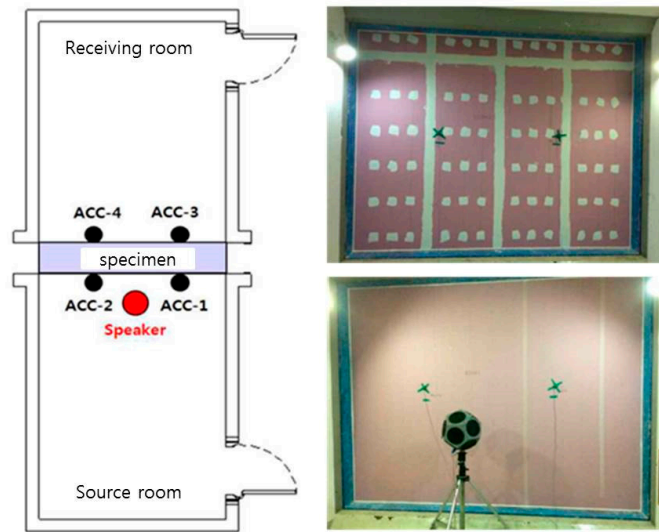 Receiving room
ACC-4 ACC-3
specimen
ACC-2 ACC-1
Speaker
Source room